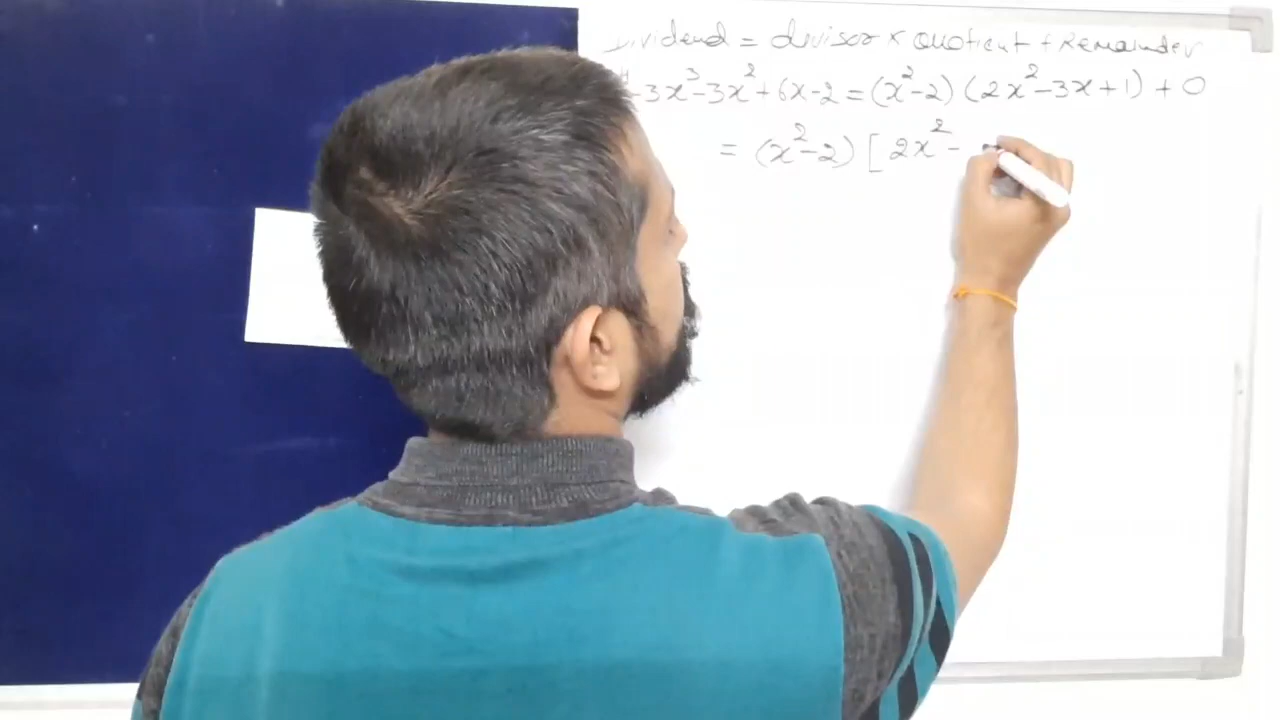 Dividend = divisor × Quotient + Remainder
- 3x³ - 3x² + 6x - 2 = (x² - 2) (2x² - 3x + 1) + 0
= (x² - 2) [ 2x² -